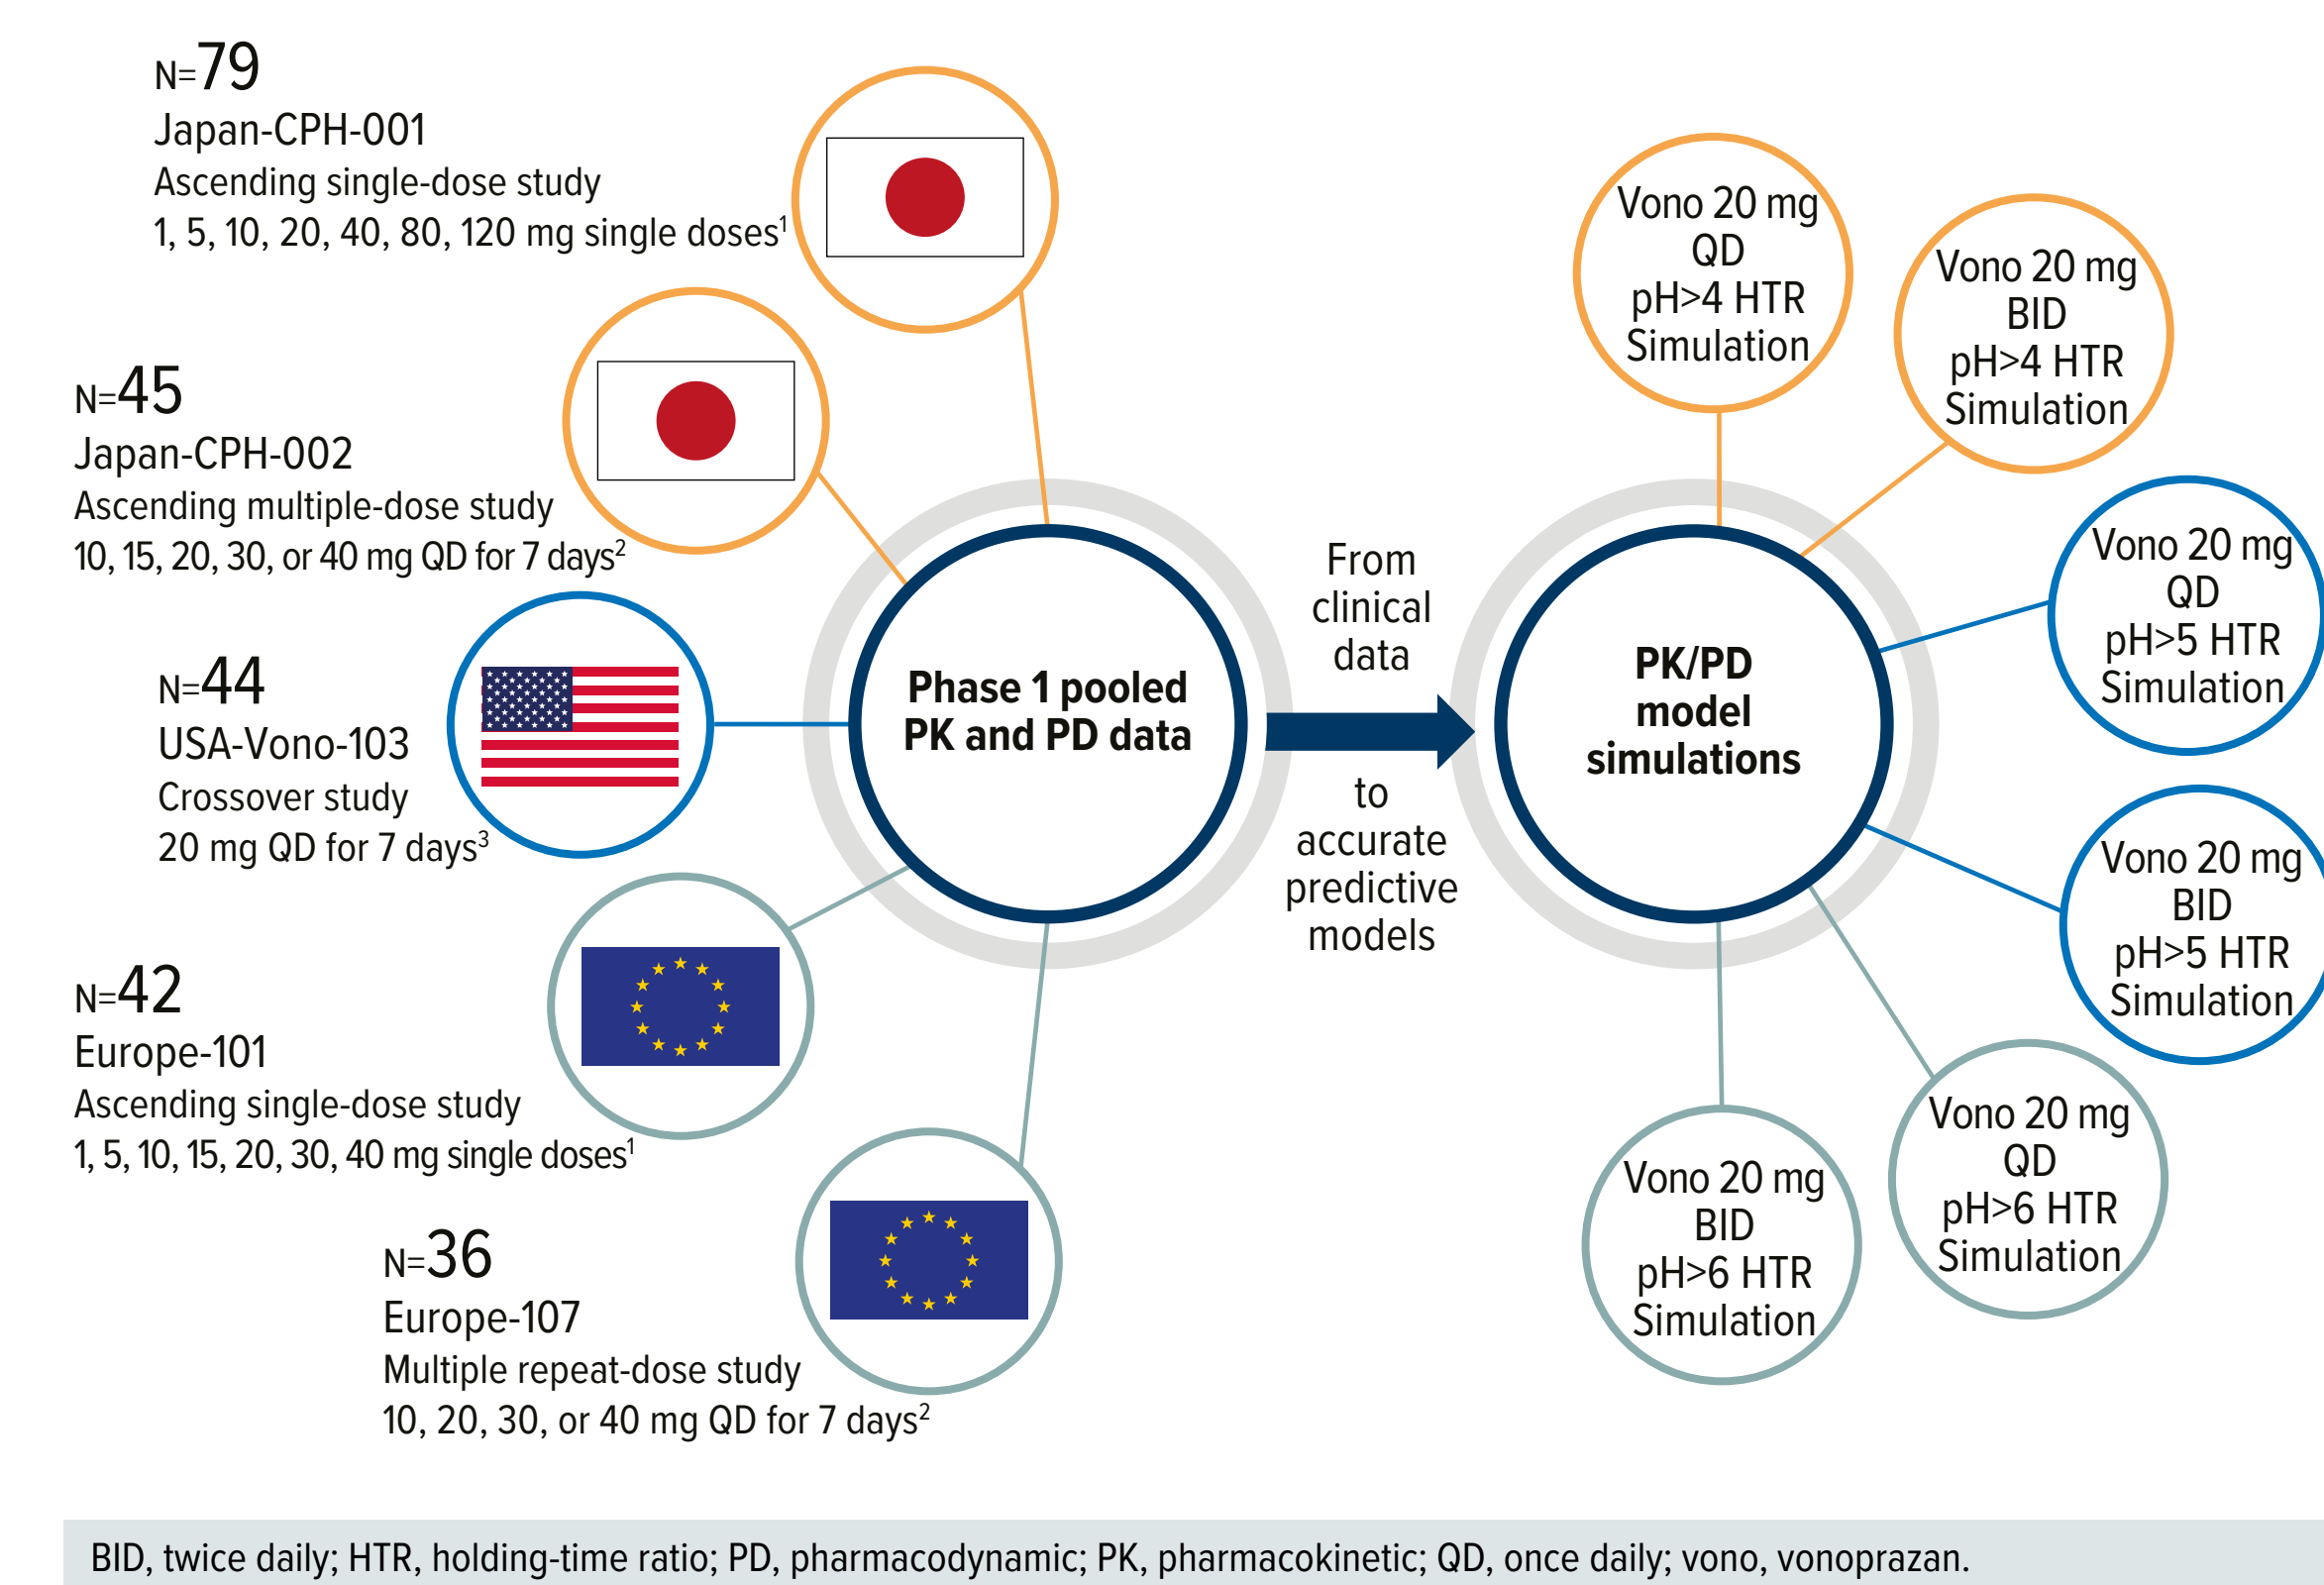 N=79
Japan-CPH-001
Ascending single-dose study
1, 5, 10, 20, 40, 80, 120 mg single doses¹
N=45
Japan-CPH-002
Ascending multiple-dose study
10, 15, 20, 30, or 40 mg QD for 7 days²
N=44
USA-Vono-103
Crossover study
20 mg QD for 7 days³
N=42
Europe-101
Ascending single-dose study
1, 5, 10, 15, 20, 30, 40 mg single doses¹
N=36
Europe-107
Multiple repeat-dose study
10, 20, 30, or 40 mg QD for 7 days²
Phase 1 pooled
PK and PD data
From
clinical
data
to
accurate
predictive
models
PK/PD
model
simulations
Vono 20 mg
QD
pH>4 HTR
Simulation
Vono 20 mg
BID
pH>4 HTR
Simulation
Vono 20 mg
QD
pH>5 HTR
Simulation
Vono 20 mg
BID
pH>5 HTR
Simulation
Vono 20 mg
QD
pH>6 HTR
Simulation
Vono 20 mg
BID
pH>6 HTR
Simulation
BID, twice daily; HTR, holding-time ratio; PD, pharmacodynamic; PK, pharmacokinetic; QD, once daily; vono, vonoprazan.